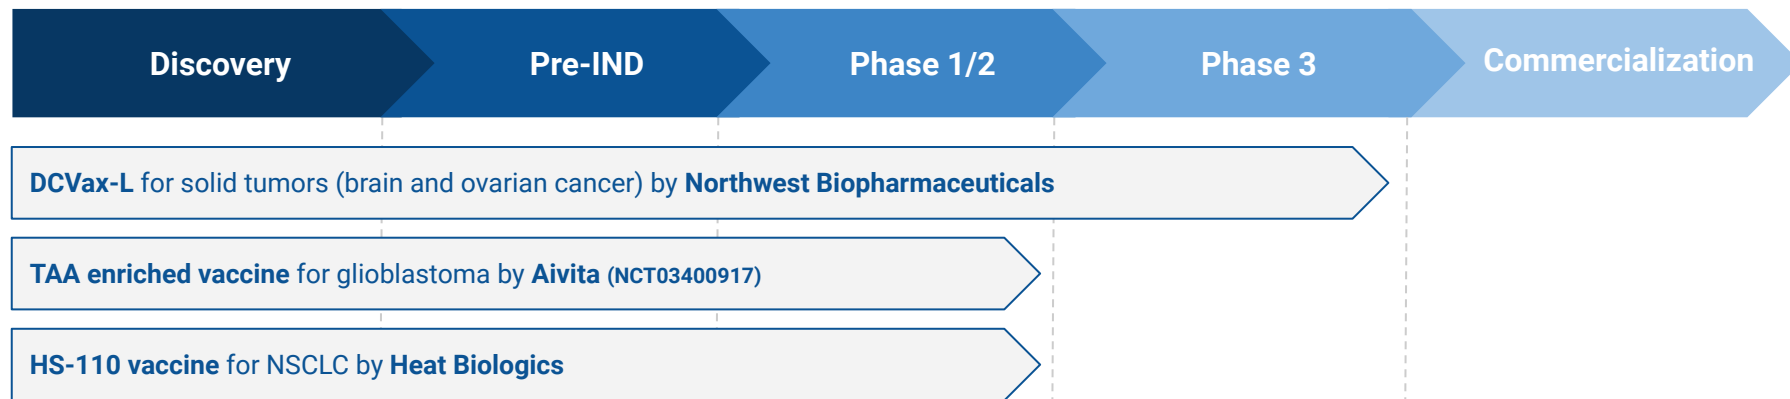 Discovery Pre-IND Phase 1/2 Phase 3 Commercialization
DCVax-L for solid tumors (brain and ovarian cancer) by Northwest Biopharmaceuticals
TAA enriched vaccine for glioblastoma by Aivita (NCT03400917)
HS-110 vaccine for NSCLC by Heat Biologics